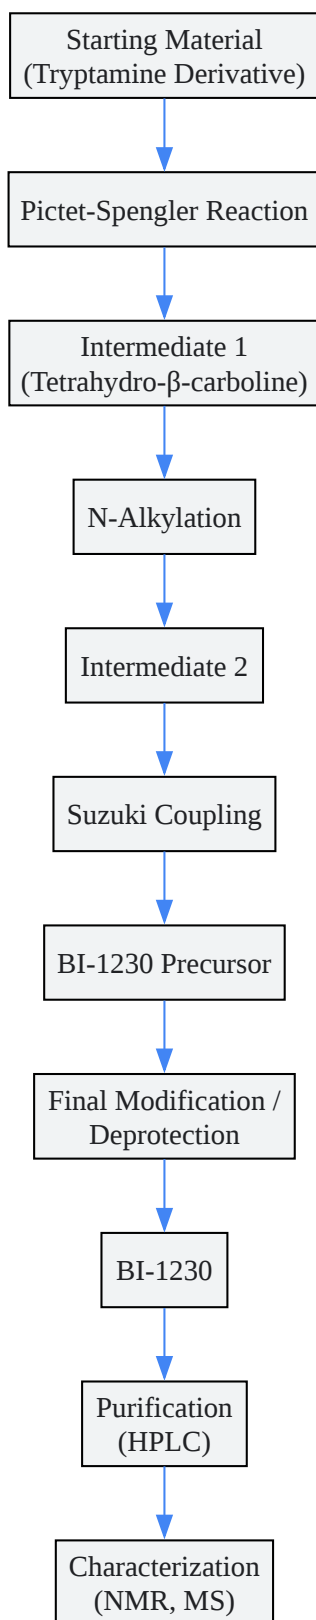 Starting Material
(Tryptamine Derivative)
Pictet-Spengler Reaction
Intermediate 1
(Tetrahydro-β-carboline)
N-Alkylation
Intermediate 2
Suzuki Coupling
BI-1230 Precursor
Final Modification /
Deprotection
BI-1230
Purification
(HPLC)
Characterization
(NMR, MS)